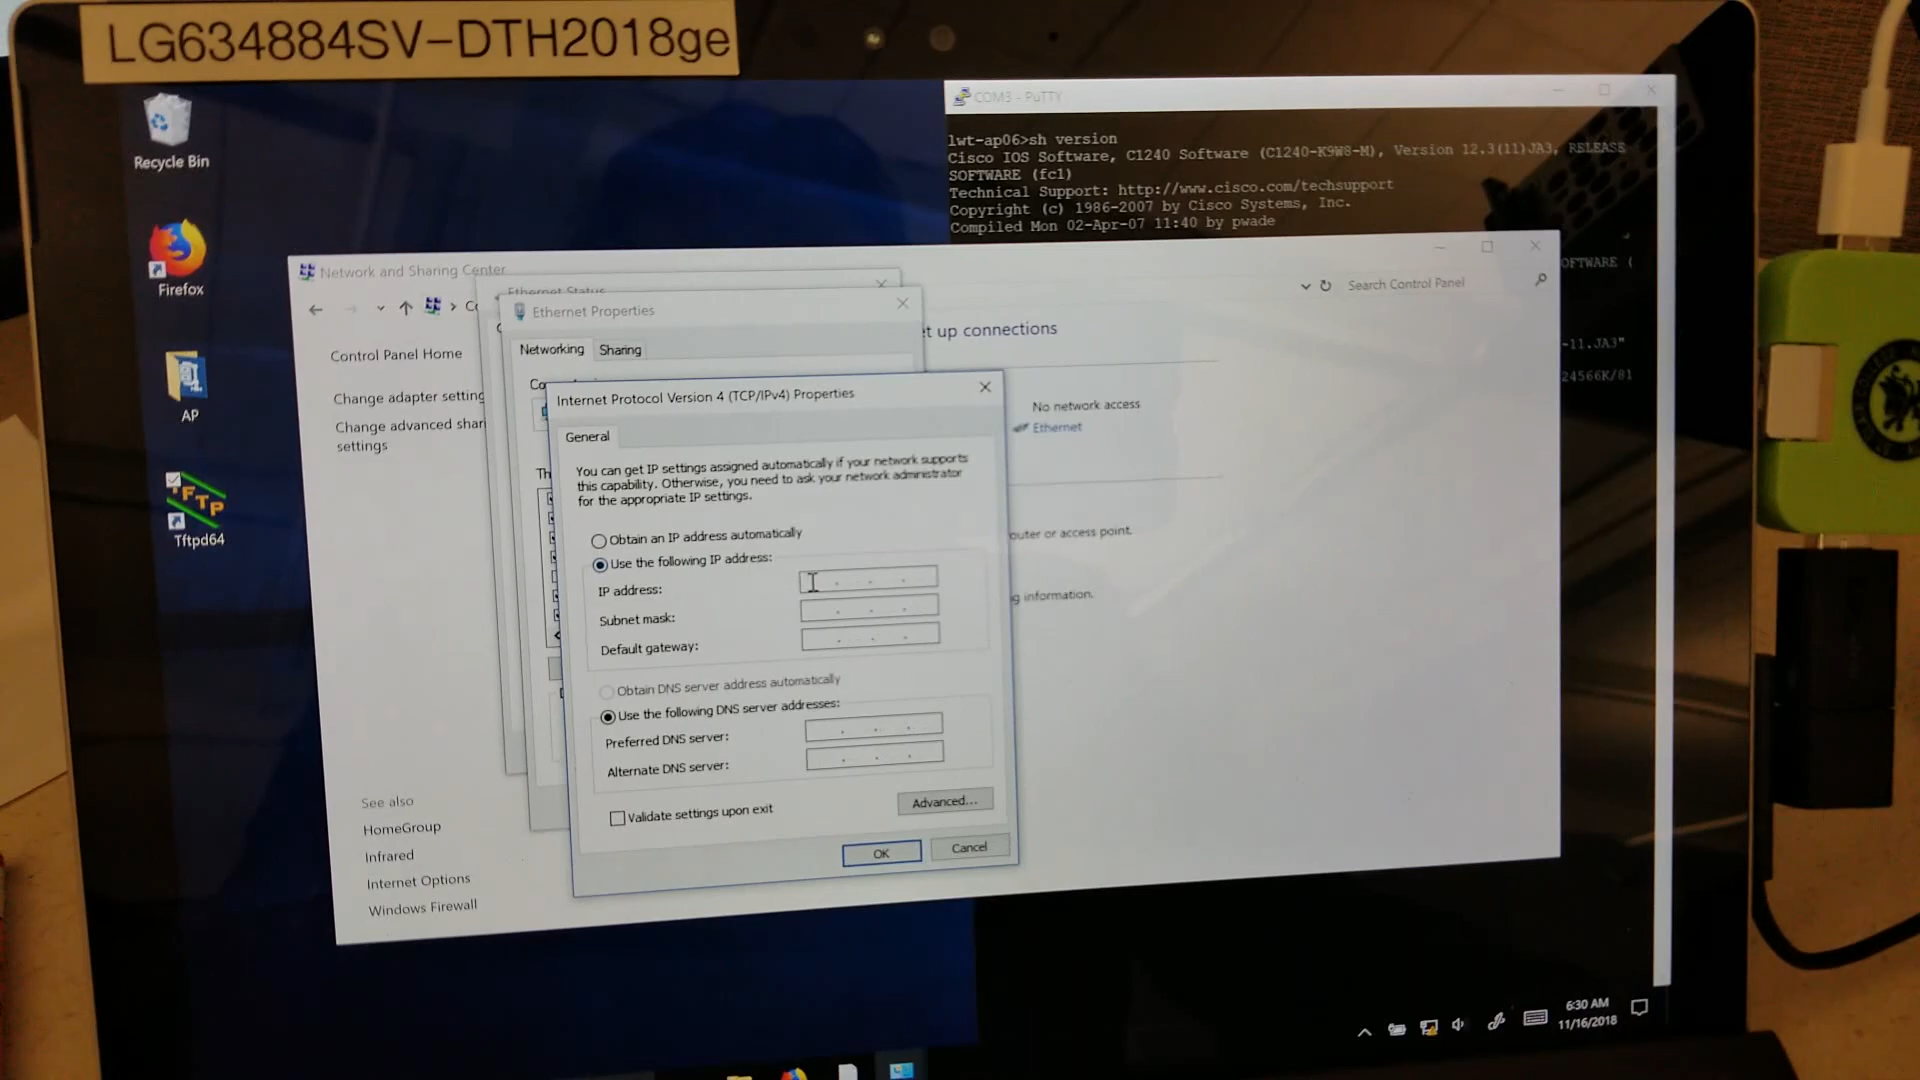 LG634884SV-DTH2018ge
Recycle Bin
Firefox
AP
Tftpd64
COM3 - PuTTY
lwt-ap06>sh version
Cisco IOS Software, C1240 Software (C1240-K9W8-M), Version 12.3(11)JA3, RELEASE
SOFTWARE (fc1)
Technical Support: http://www.cisco.com/techsupport
Copyright (c) 1986-2007 by Cisco Systems, Inc.
Compiled Mon 02-Apr-07 11:40 by pwade
OFTWARE (
-11.JA3"
24566K/81
Network and Sharing Center
Search Control Panel
Control Panel Home
Change adapter setting
Change advanced shari
settings
et up connections
No network access
Ethernet
outer or access point.
g information.
See also
HomeGroup
Infrared
Internet Options
Windows Firewall
Ethernet Status
Ethernet Properties
Networking
Sharing
Co
Th
Internet Protocol Version 4 (TCP/IPv4) Properties
General
You can get IP settings assigned automatically if your network supports
this capability. Otherwise, you need to ask your network administrator
for the appropriate IP settings.
Obtain an IP address automatically
Use the following IP address:
IP address:
Subnet mask:
Default gateway:
Obtain DNS server address automatically
Use the following DNS server addresses:
Preferred DNS server:
Alternate DNS server:
Validate settings upon exit
Advanced...
OK
Cancel
6:30 AM
11/16/2018